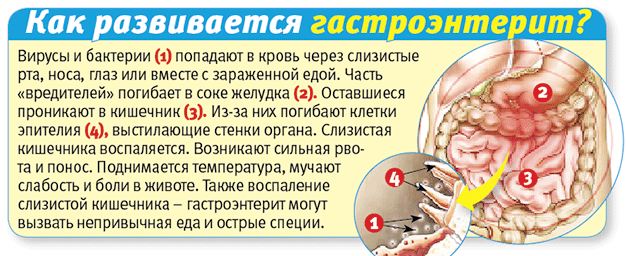 Как развивается гастроэнтерит?
Вирусы и бактерии (1) попадают в кровь через слизистые
рта, носа, глаз или вместе с зараженной едой. Часть
«вредителей» погибает в соке желудка (2). Оставшиеся
проникают в кишечник (3). Из-за них погибают клетки
эпителия (4), выстилающие стенки органа. Слизистая
кишечника воспаляется. Возникают сильная рво-
та и понос. Поднимается температура, мучают
слабость и боли в животе. Также воспаление
слизистой кишечника – гастроэнтерит могут
вызвать непривычная еда и острые специи.
2
3
4
1